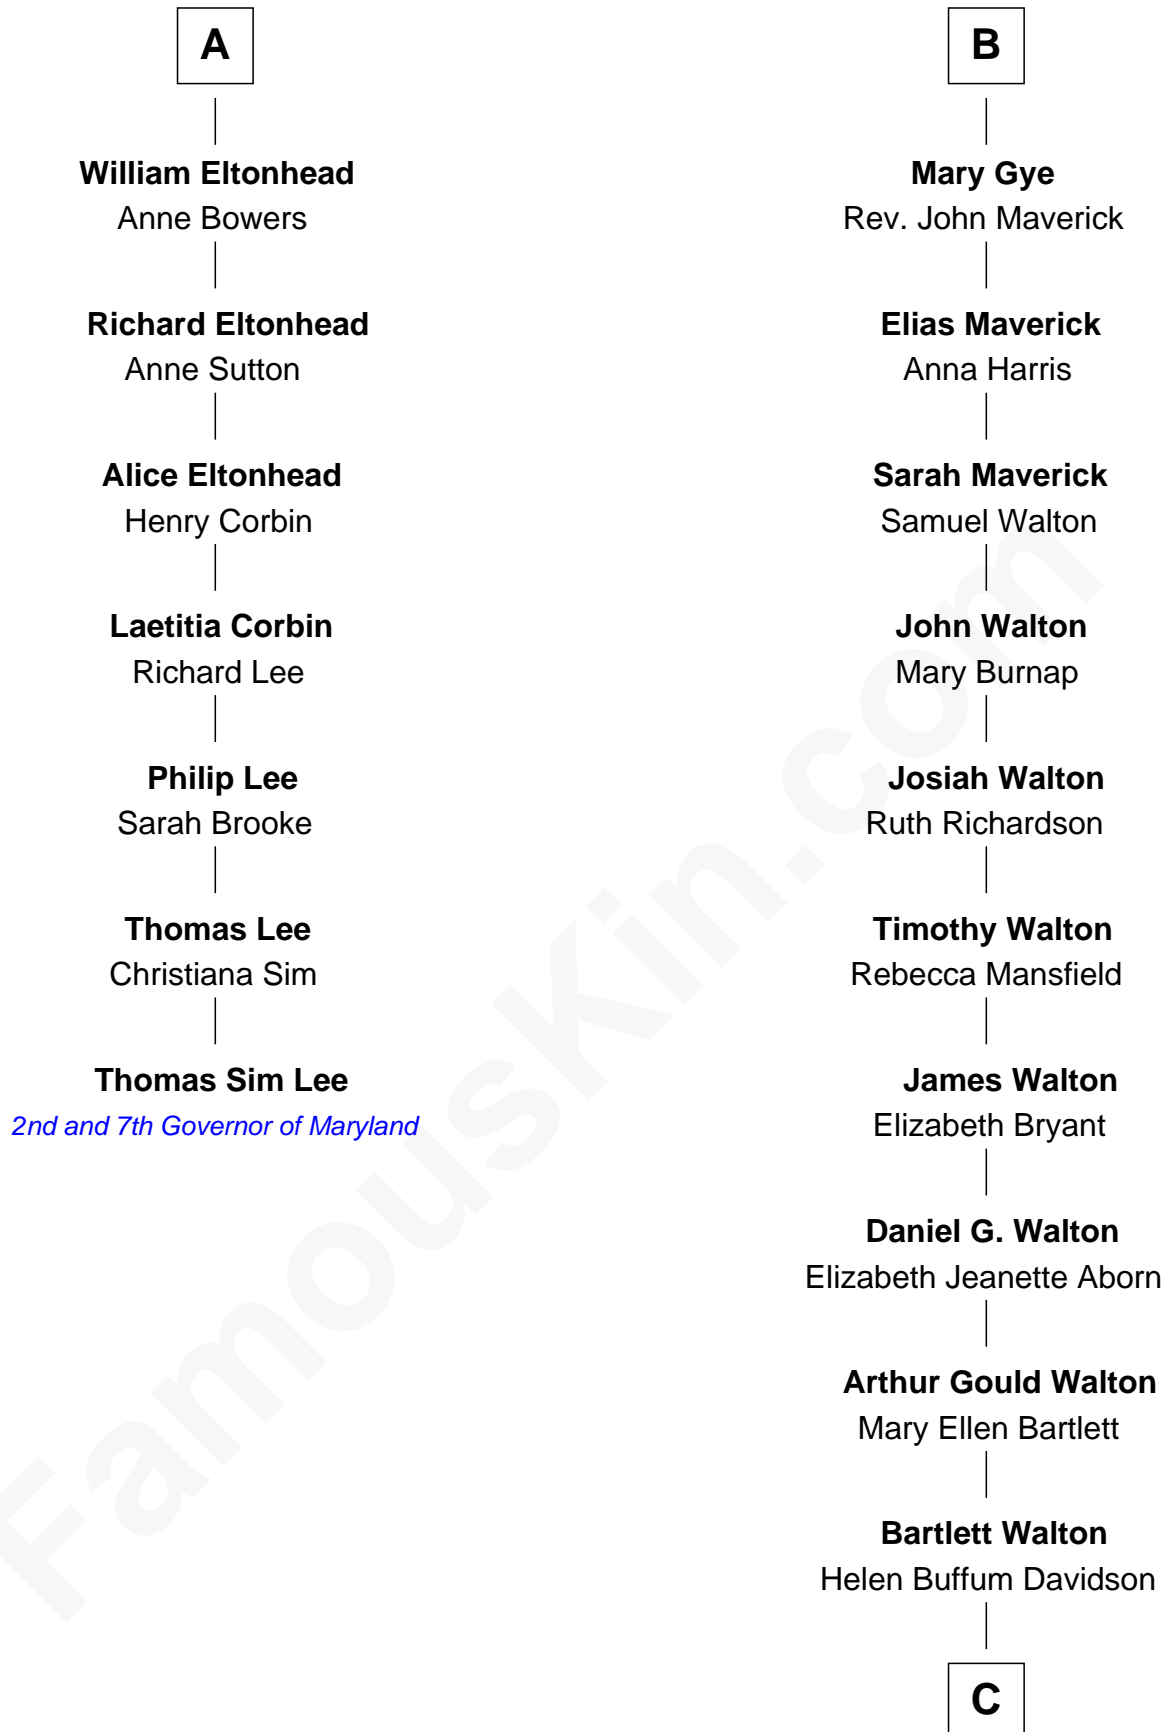 A
William Eltonhead
Anne Bowers
Richard Eltonhead
Anne Sutton
Alice Eltonhead
Henry Corbin
Laetitia Corbin
Richard Lee
Philip Lee
Sarah Brooke
Thomas Lee
Christiana Sim
Thomas Sim Lee
2nd and 7th Governor of Maryland
B
Mary Gye
Rev. John Maverick
Elias Maverick
Anna Harris
Sarah Maverick
Samuel Walton
John Walton
Mary Burnap
Josiah Walton
Ruth Richardson
Timothy Walton
Rebecca Mansfield
James Walton
Elizabeth Bryant
Daniel G. Walton
Elizabeth Jeanette Aborn
Arthur Gould Walton
Mary Ellen Bartlett
Bartlett Walton
Helen Buffum Davidson
C
FamousKin.com